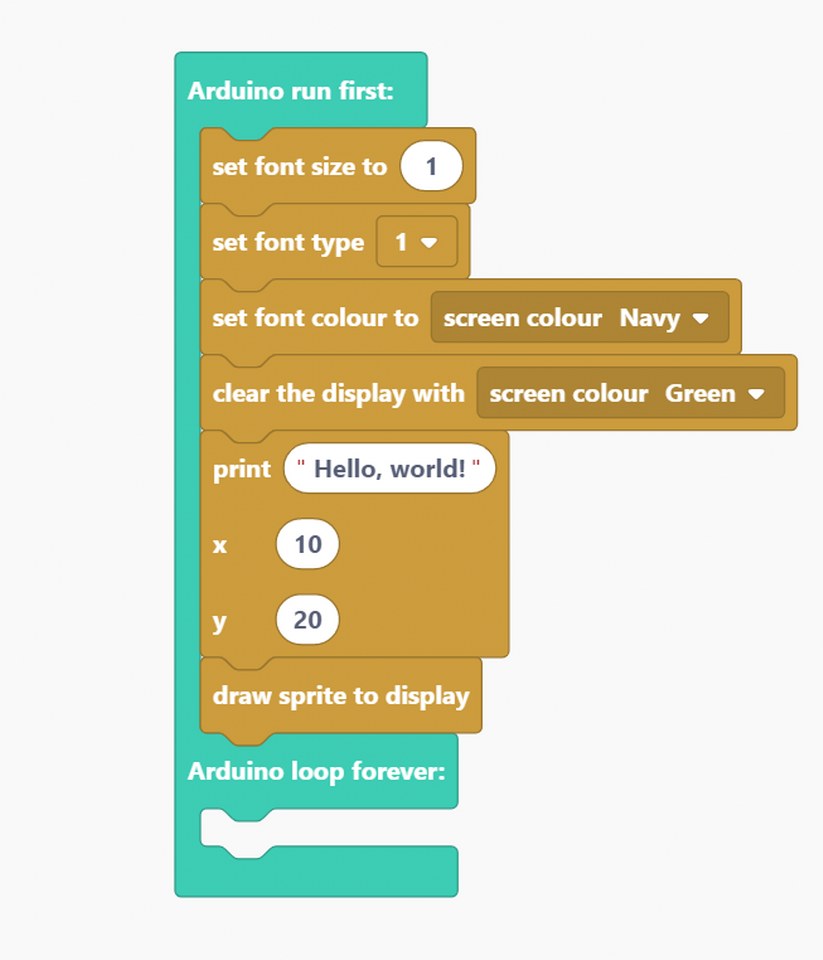 Arduino run first:
set font size to 1
set font type 1
set font colour to screen colour Navy
clear the display with screen colour Green
print " Hello, world! "
x 10
y 20
draw sprite to display
Arduino loop forever: